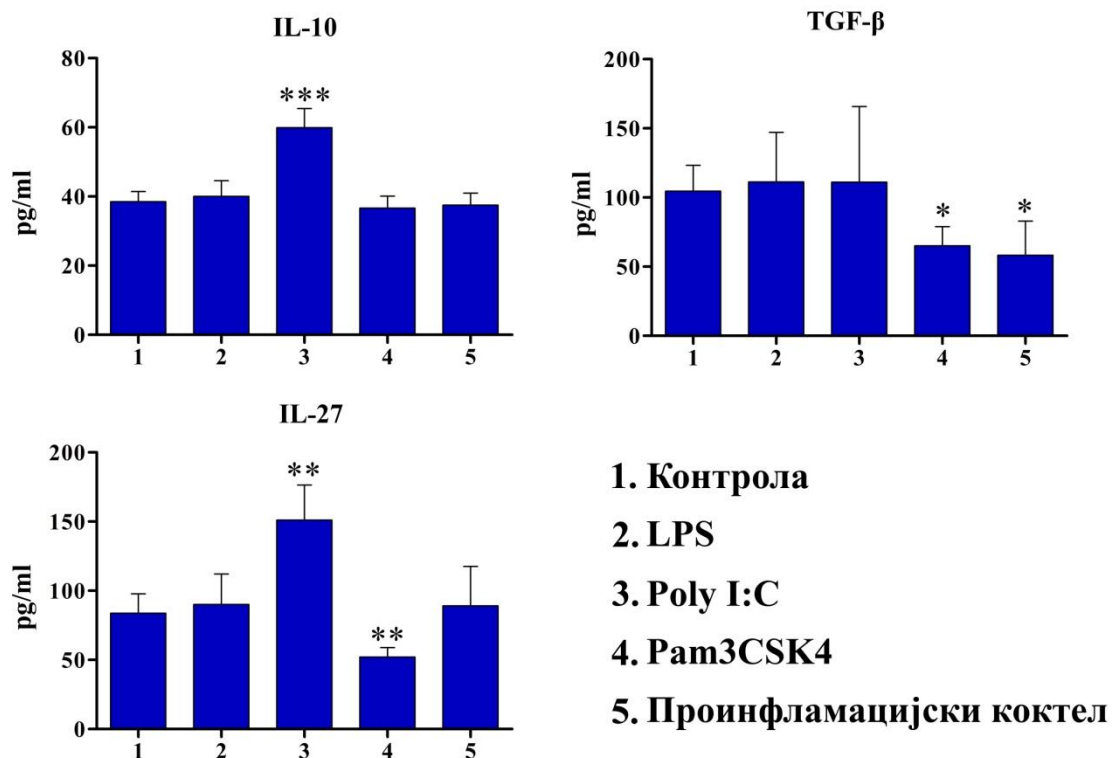 IL-10
80
60
40
20
0
pg/ml
***
1 2 3 4 5
TGF-β
200
150
100
50
0
pg/ml
* *
1 2 3 4 5
IL-27
200
150
100
50
0
pg/ml
**
**
1 2 3 4 5
1. Контрола
2. LPS
3. Poly I:C
4. Pam3CSK4
5. Проинфламацијски коктел